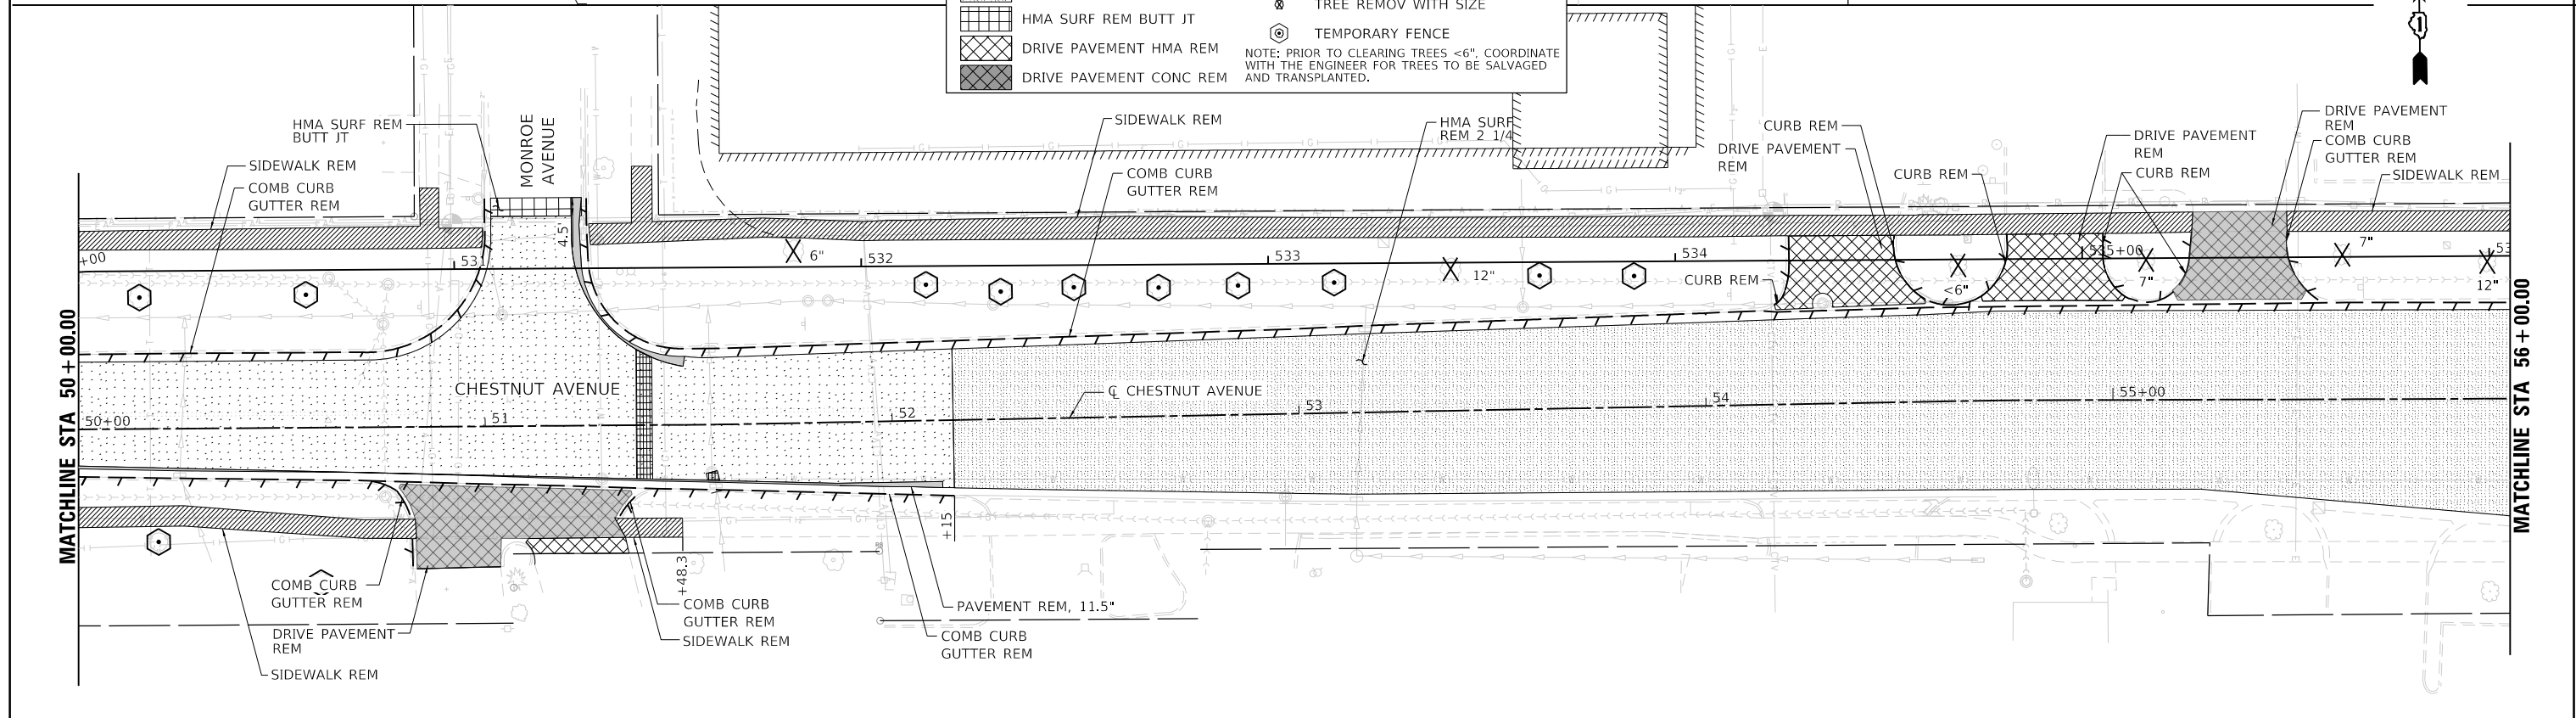 TREE REMOV WITH SIZE
HMA SURF REM BUTT JT
TEMPORARY FENCE
DRIVE PAVEMENT HMA REM
NOTE: PRIOR TO CLEARING TREES <6", COORDINATE
WITH THE ENGINEER FOR TREES TO BE SALVAGED
AND TRANSPLANTED.
DRIVE PAVEMENT CONC REM
1
HMA SURF REM
BUTT JT
MONROE
AVENUE
SIDEWALK REM
COMB CURB
GUTTER REM
SIDEWALK REM
COMB CURB
GUTTER REM
HMA SURF
REM 2 1/4
CURB REM
DRIVE PAVEMENT
REM
CURB REM
DRIVE PAVEMENT
REM
CURB REM
DRIVE PAVEMENT
REM
COMB CURB
GUTTER REM
SIDEWALK REM
4.5'
+00
531
6"
532
533
12"
534
CURB REM
<6"
535+00
7"
7"
53
12"
MATCHLINE STA 50+00.00
MATCHLINE STA 56+00.00
CHESTNUT AVENUE
℄ CHESTNUT AVENUE
50+00
51
52
53
54
55+00
+15
+48.3
COMB CURB
GUTTER REM
DRIVE PAVEMENT
REM
SIDEWALK REM
COMB CURB
GUTTER REM
SIDEWALK REM
PAVEMENT REM, 11.5"
COMB CURB
GUTTER REM